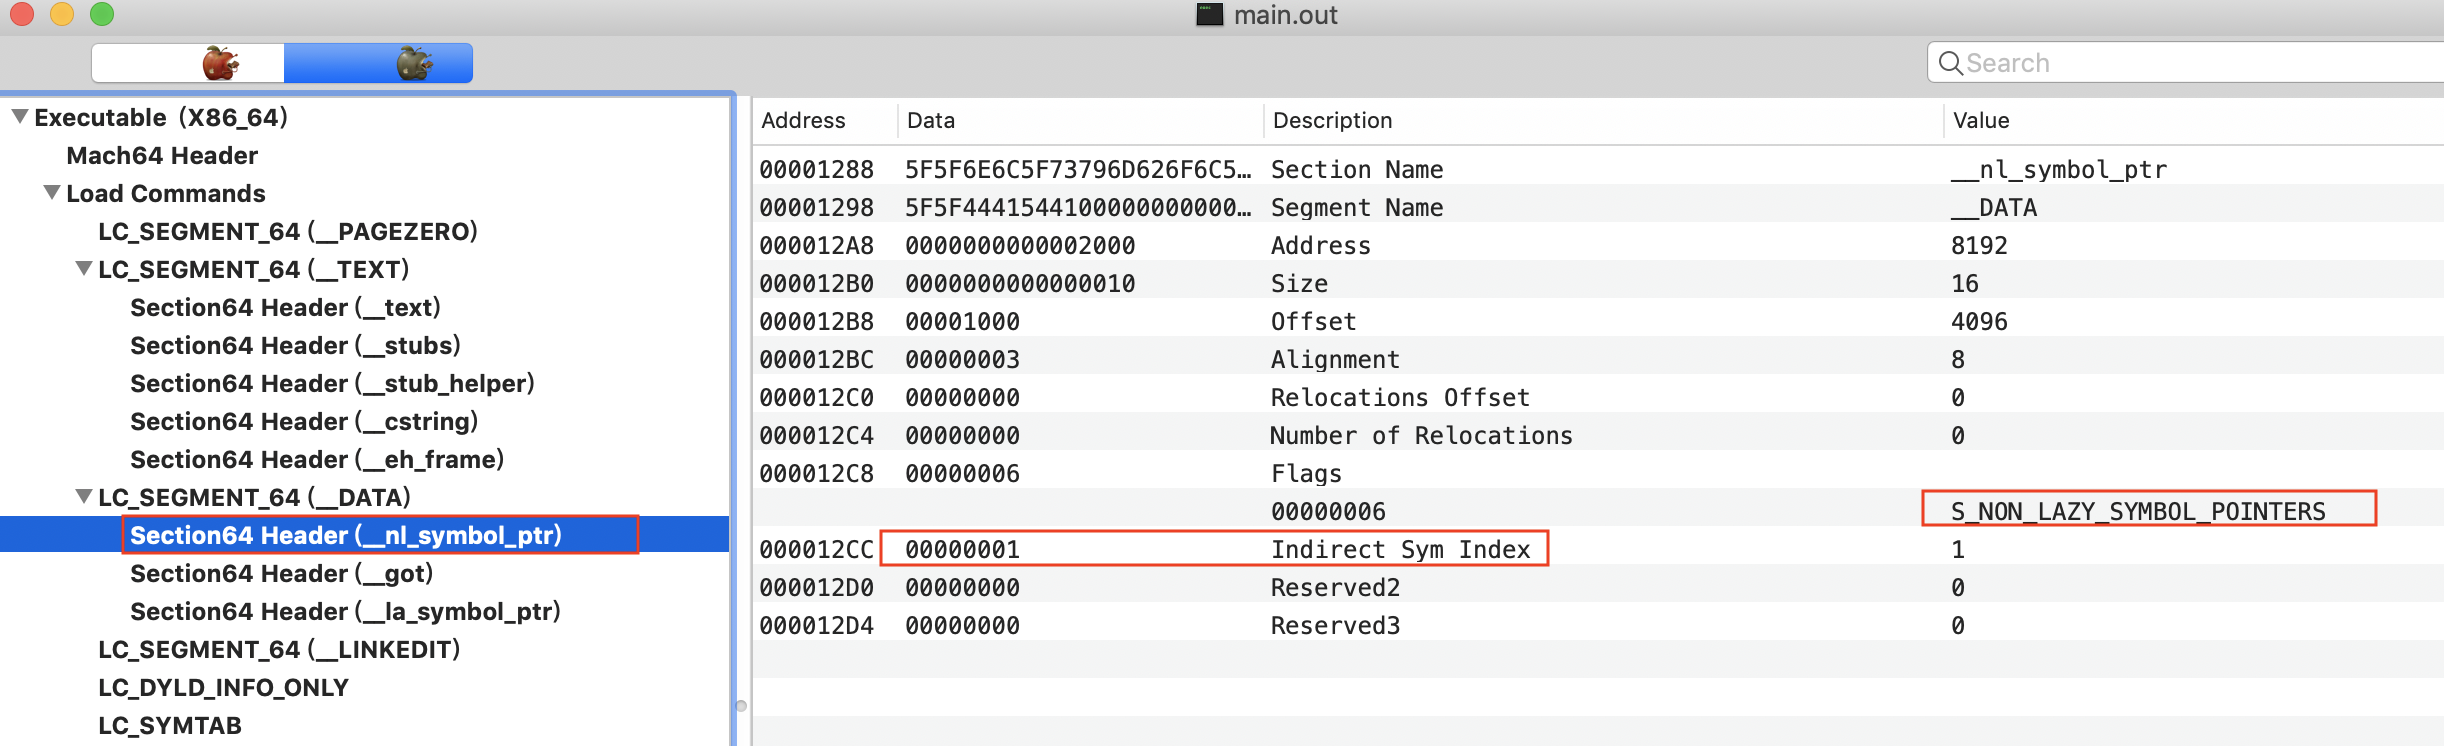 main.out
Search
Executable (X86_64)
Mach64 Header
Load Commands
LC_SEGMENT_64 (__PAGEZERO)
LC_SEGMENT_64 (__TEXT)
Section64 Header (__text)
Section64 Header (__stubs)
Section64 Header (__stub_helper)
Section64 Header (__cstring)
Section64 Header (__eh_frame)
LC_SEGMENT_64 (__DATA)
Section64 Header (__nl_symbol_ptr)
Section64 Header (__got)
Section64 Header (__la_symbol_ptr)
LC_SEGMENT_64 (__LINKEDIT)
LC_DYLD_INFO_ONLY
LC_SYMTAB
Address Data Description Value
00001288 5F5F6E6C5F73796D626F6C5… Section Name __nl_symbol_ptr
00001298 5F5F4441544100000000000… Segment Name __DATA
000012A8 0000000000002000 Address 8192
000012B0 0000000000000010 Size 16
000012B8 00001000 Offset 4096
000012BC 00000003 Alignment 8
000012C0 00000000 Relocations Offset 0
000012C4 00000000 Number of Relocations 0
000012C8 00000006 Flags
00000006 S_NON_LAZY_SYMBOL_POINTERS
000012CC 00000001 Indirect Sym Index 1
000012D0 00000000 Reserved2 0
000012D4 00000000 Reserved3 0